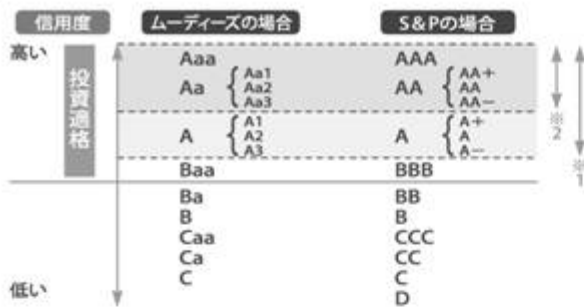 信用度 ムーディーズの場合 S&Pの場合
高い
投資適格
Aaa AAA
Aa Aa1 Aa2 Aa3 AA AA+ AA AA−
A A1 A2 A3 A A+ A A−
Baa BBB
Ba BB
B B
Caa CCC
Ca CC
C C
低い D
※2
※1